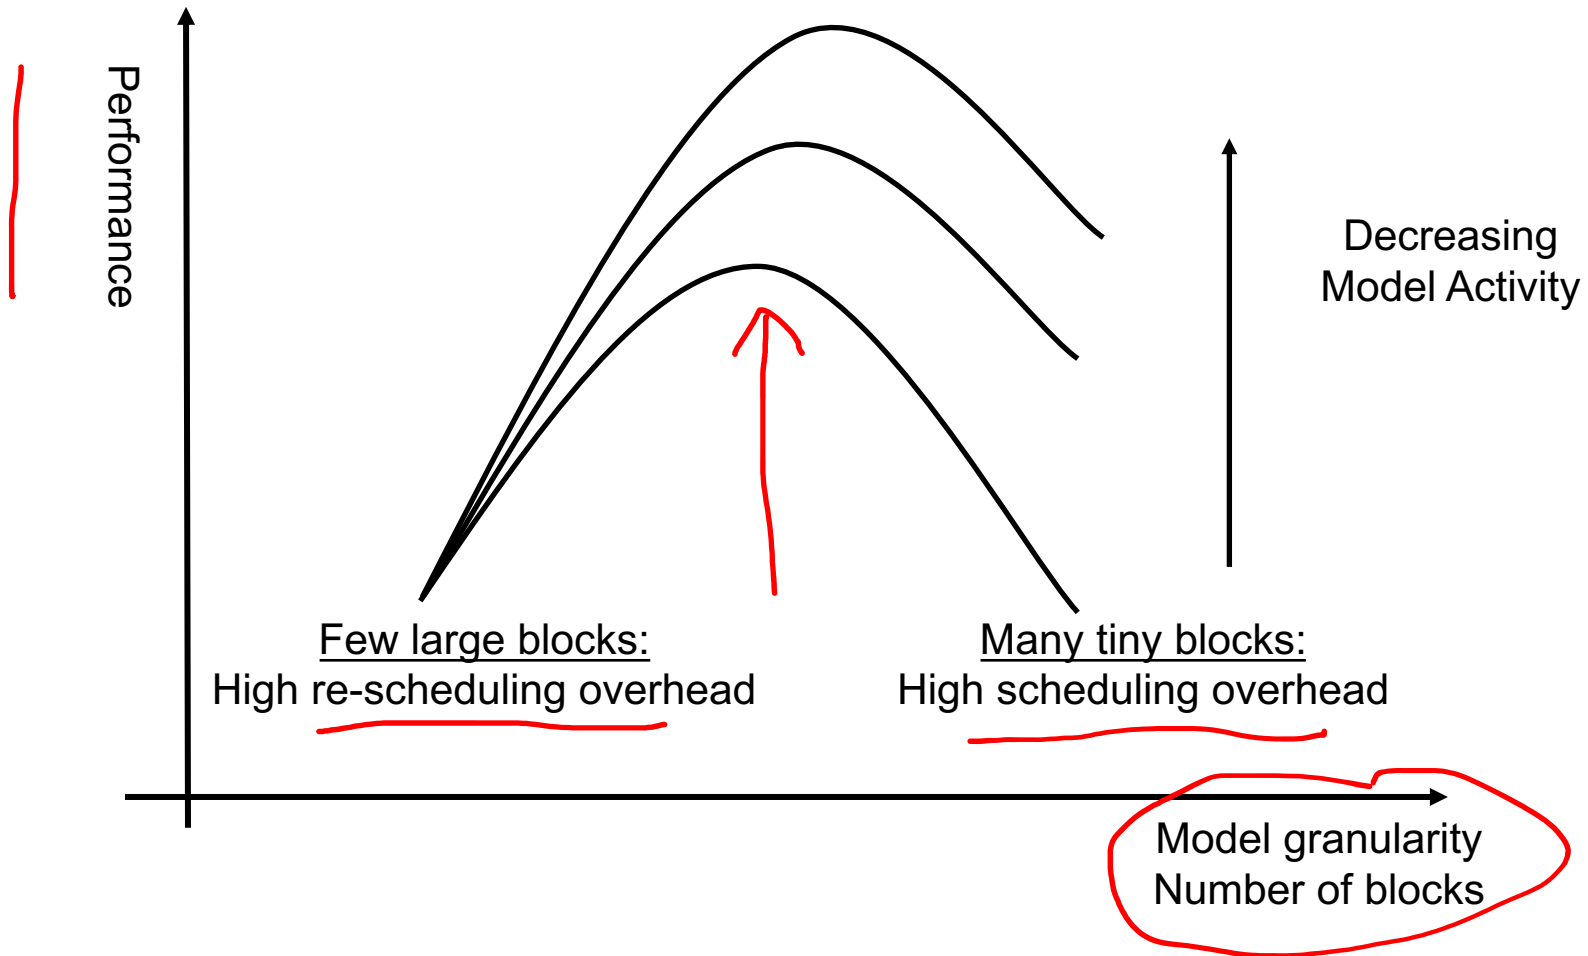 Performance
Decreasing
Model Activity
Few large blocks:
High re-scheduling overhead
Many tiny blocks:
High scheduling overhead
Model granularity
Number of blocks